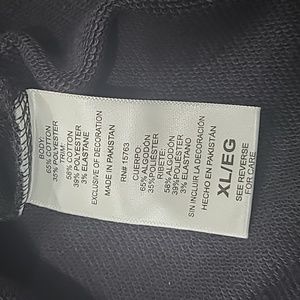 BODY:
65% COTTON
35% POLYESTER
TRIM:
58% COTTON
39% POLYESTER
3% ELASTANE
EXCLUSIVE OF DECORATION
MADE IN PAKISTAN
RN# 15763
CUERPO:
65% ALGODÓN
35% POLIÉSTER
RIBETE:
58% ALGODÓN
39% POLIÉSTER
3% ELASTANO
SIN INCLUIR LA DECORACIÓN
HECHO EN PAKISTAN
XL/EG
SEE REVERSE
FOR CARE